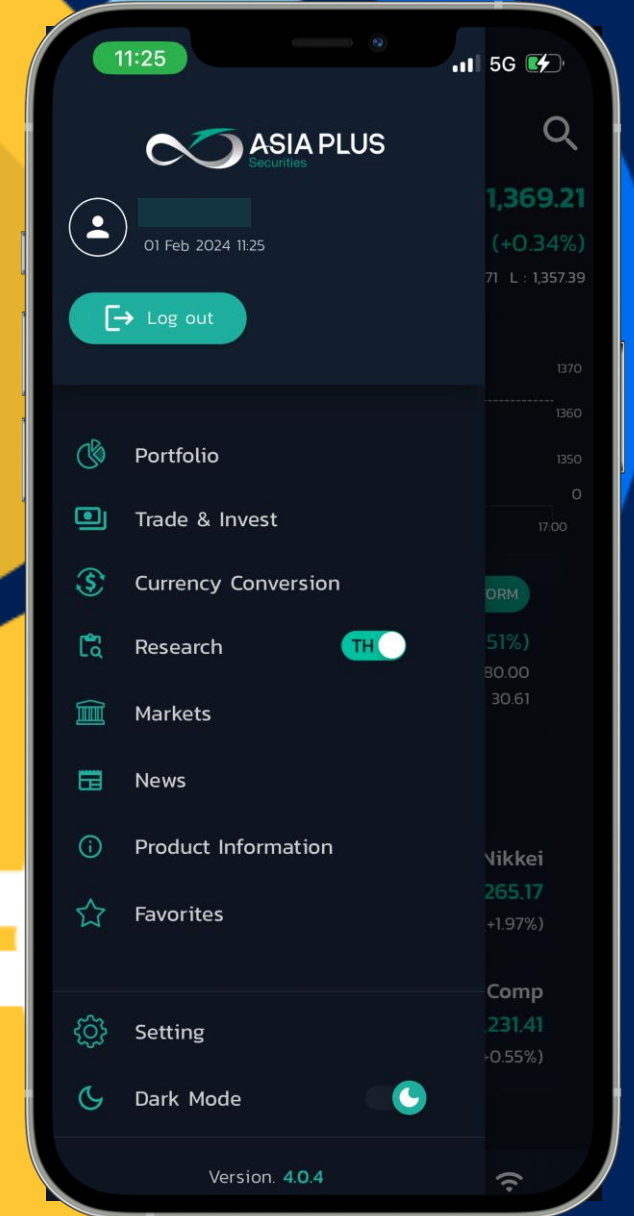 11:25
5G
ASIA PLUS
Securities
1,369.21
01 Feb 2024 11:25
(+0.34%)
71 L : 1,357.39
Log out
1370
1360
Portfolio
1350
0
Trade & Invest
17:00
Currency Conversion
ORM
Research
TH
51%)
80.00
30.61
Markets
News
Product Information
Nikkei
265.17
Favorites
+1.97%)
Comp
231.41
Setting
+0.55%)
Dark Mode
Version. 4.0.4